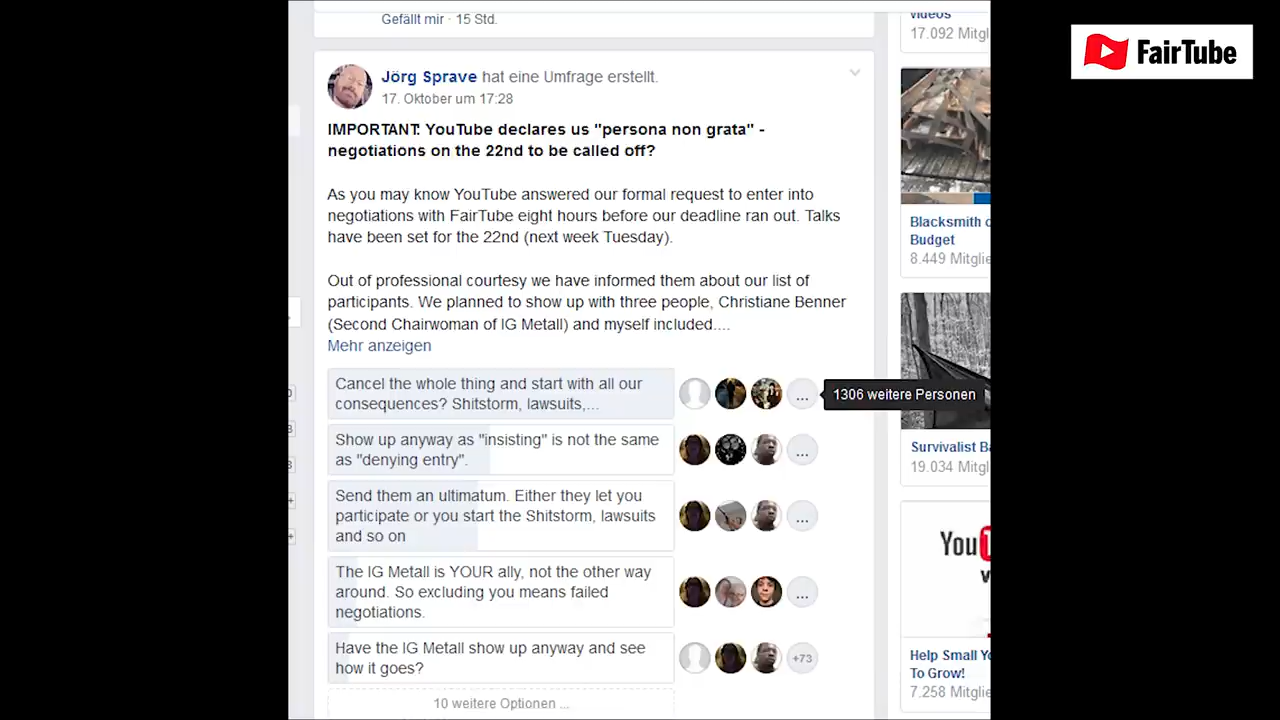 videos
Gefällt mir · 15 Std.
17.092 Mitgli
FairTube
Jörg Sprave hat eine Umfrage erstellt.
17. Oktober um 17:28
IMPORTANT: YouTube declares us "persona non grata" -
negotiations on the 22nd to be called off?
As you may know YouTube answered our formal request to enter into
negotiations with FairTube eight hours before our deadline ran out. Talks
have been set for the 22nd (next week Tuesday).
Out of professional courtesy we have informed them about our list of
participants. We planned to show up with three people, Christiane Benner
(Second Chairwoman of IG Metall) and myself included....
Mehr anzeigen
Cancel the whole thing and start with all our
consequences? Shitstorm, lawsuits,...
...
1306 weitere Personen
Show up anyway as "insisting" is not the same
as "denying entry".
...
Send them an ultimatum. Either they let you
participate or you start the Shitstorm, lawsuits
and so on
...
The IG Metall is YOUR ally, not the other way
around. So excluding you means failed
negotiations.
...
Have the IG Metall show up anyway and see
how it goes?
+73
10 weitere Optionen ...
Blacksmith o
Budget
8.449 Mitglie
Survivalist Ba
19.034 Mitgl
You
Help Small Yo
To Grow!
7.258 Mitglie